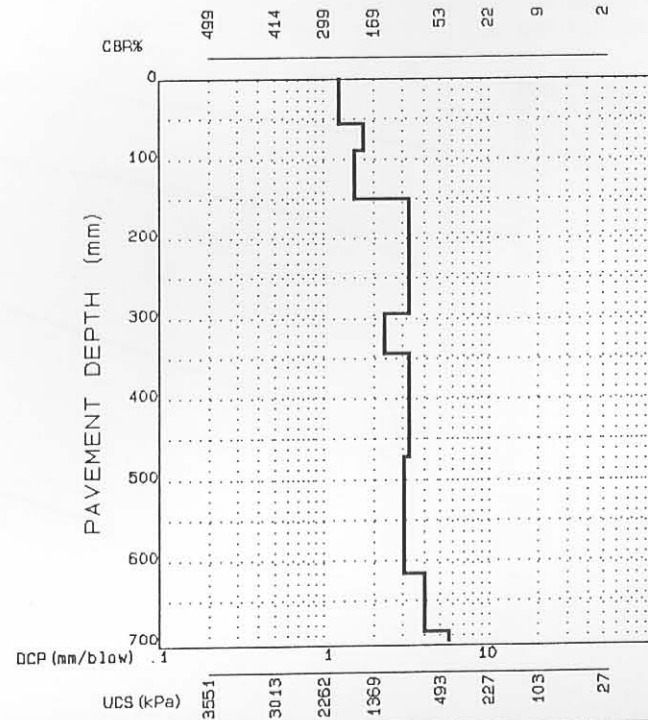 CBR% 499 414 299 169 53 22 9 2
PAVEMENT DEPTH (mm)
0
100
200
300
400
500
600
700
DCP (mm/blow) .1 1 10
UCS (kPa) 3551 3013 2262 1369 493 227 103 27